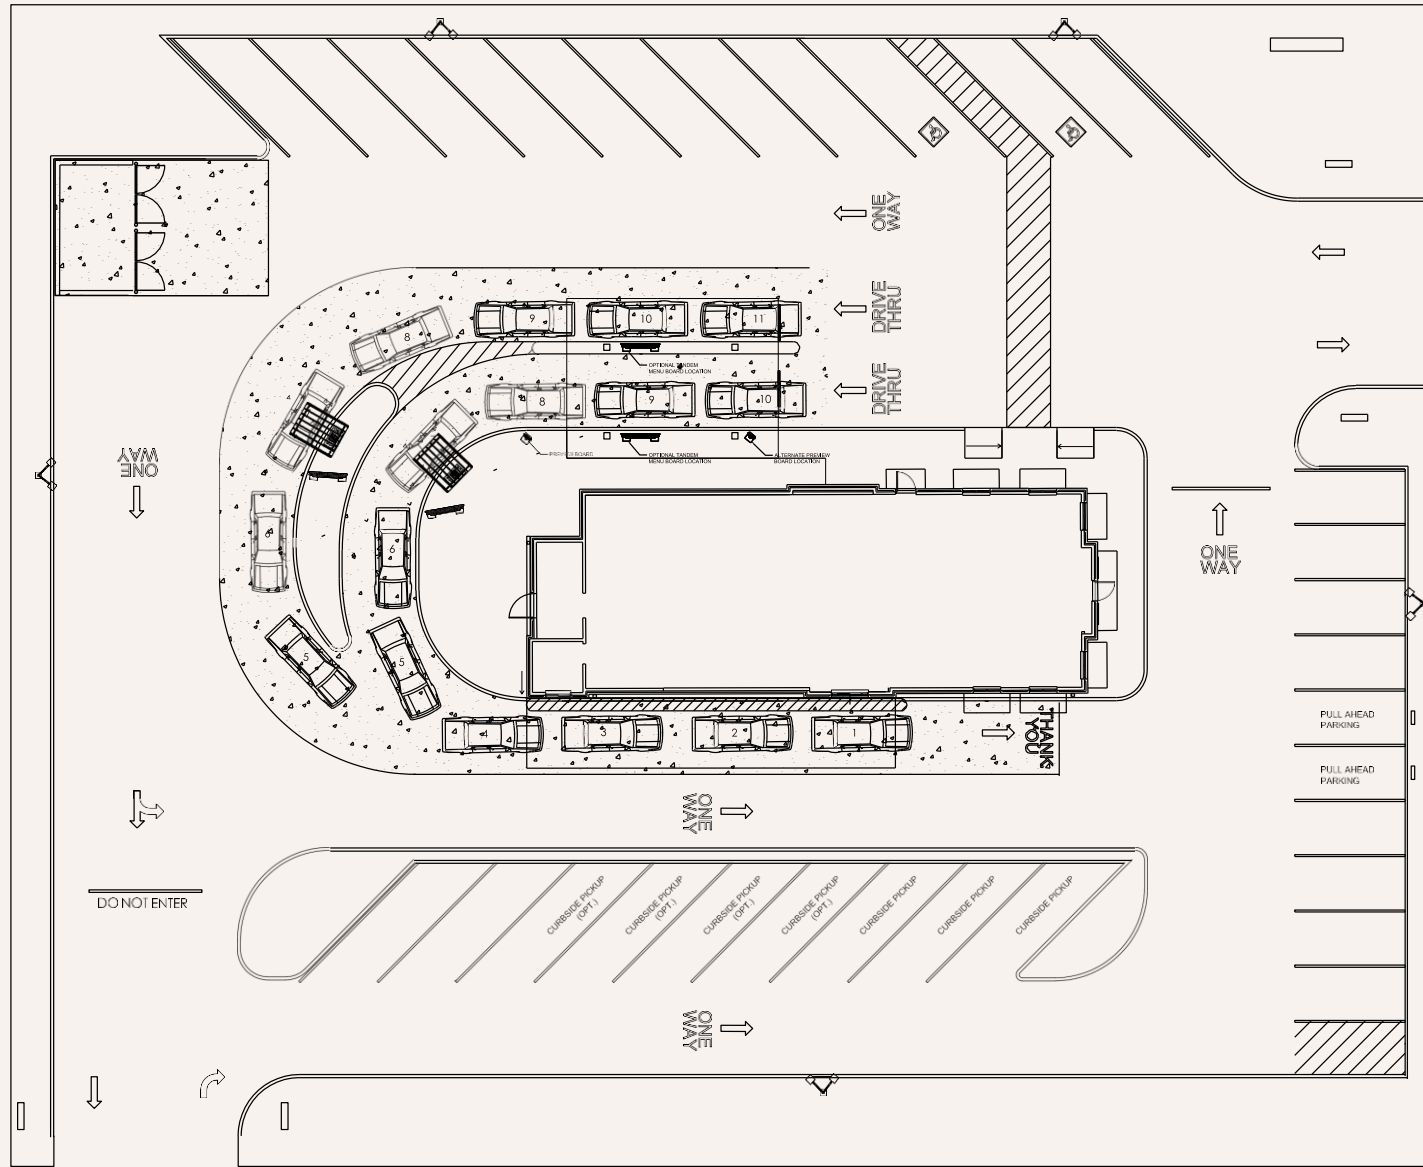 ONE
WAY
DRIVE
THRU
11
10
9
8
OPTIONAL TANDEM
MENU BOARD LOCATION
DRIVE
THRU
10
9
8
PREVIEW BOARD
OPTIONAL TANDEM
MENU BOARD LOCATION
ALTERNATE PREVIEW
BOARD LOCATION
ONE
WAY
6
6
ONE
WAY
5
5
4
3
2
1
THANK
YOU
PULL AHEAD
PARKING
PULL AHEAD
PARKING
ONE
WAY
DO NOT ENTER
CURBSIDE PICKUP
(OPT.)
CURBSIDE PICKUP
(OPT.)
CURBSIDE PICKUP
(OPT.)
CURBSIDE PICKUP
(OPT.)
CURBSIDE PICKUP
CURBSIDE PICKUP
CURBSIDE PICKUP
ONE
WAY